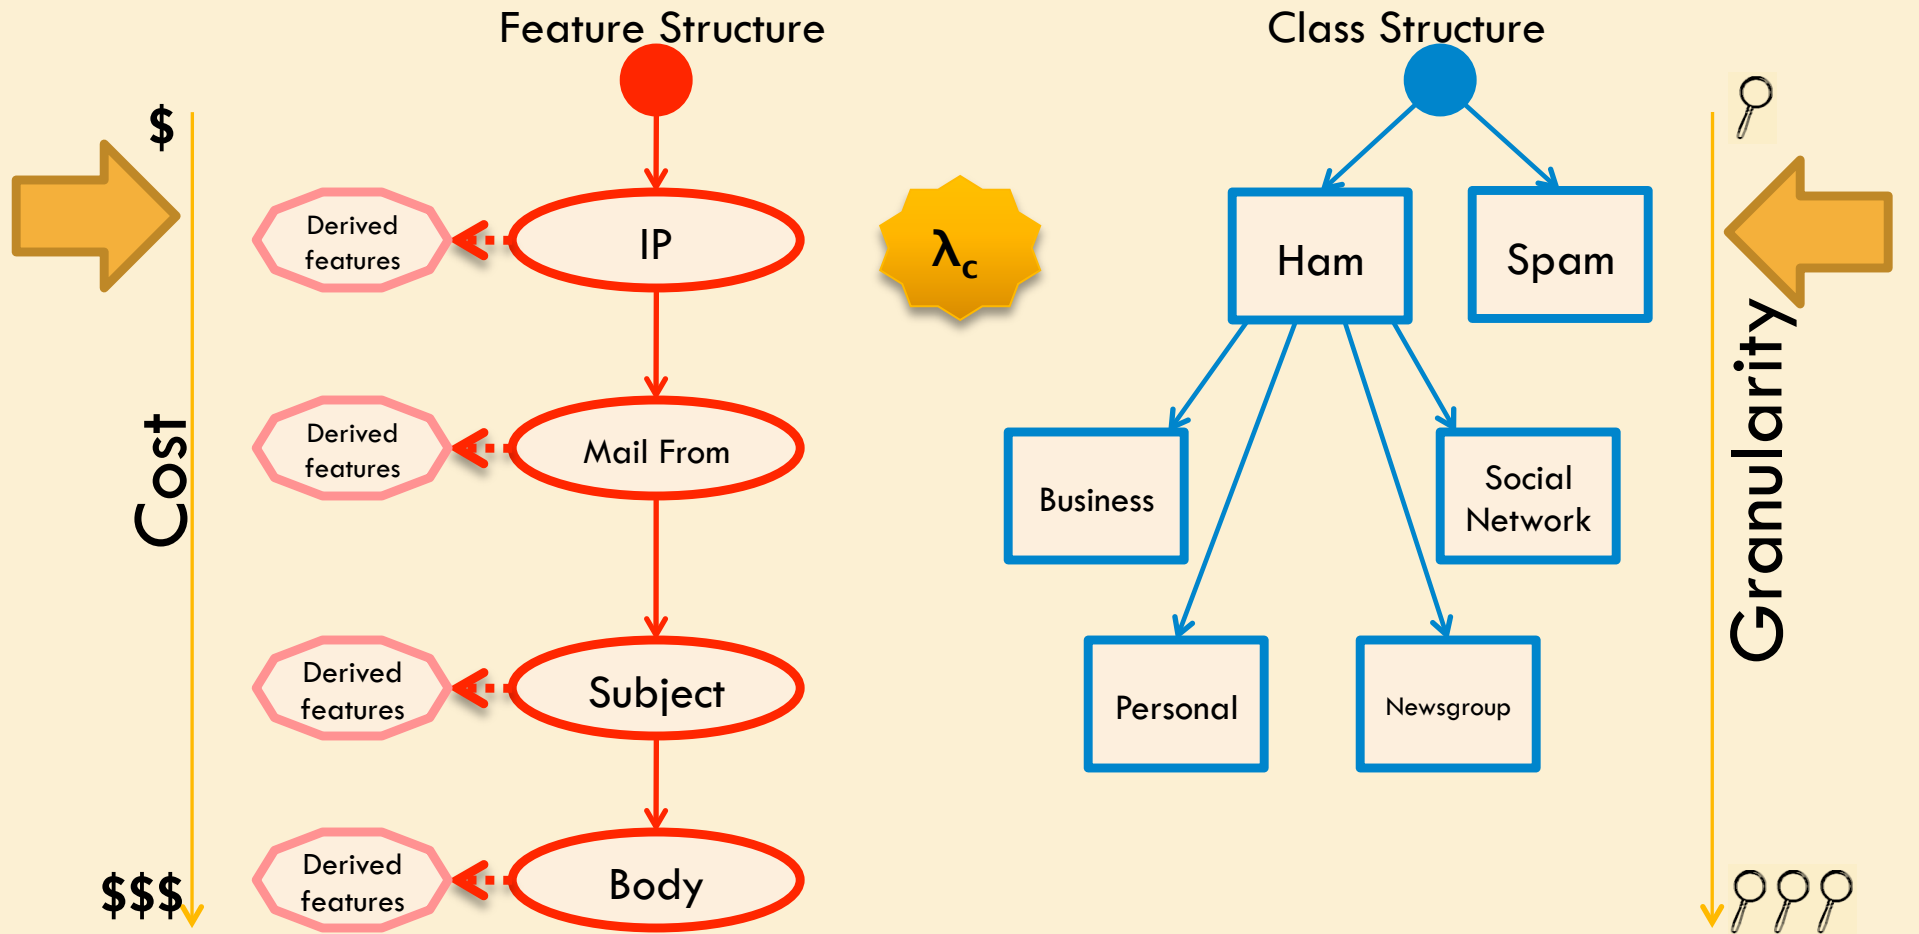 Feature Structure
Class Structure
$
Derived
features
IP
λc
Ham
Spam
Cost
Derived
features
Mail From
Business
Social
Network
Granularity
Derived
features
Subject
Personal
Newsgroup
$$$
Derived
features
Body